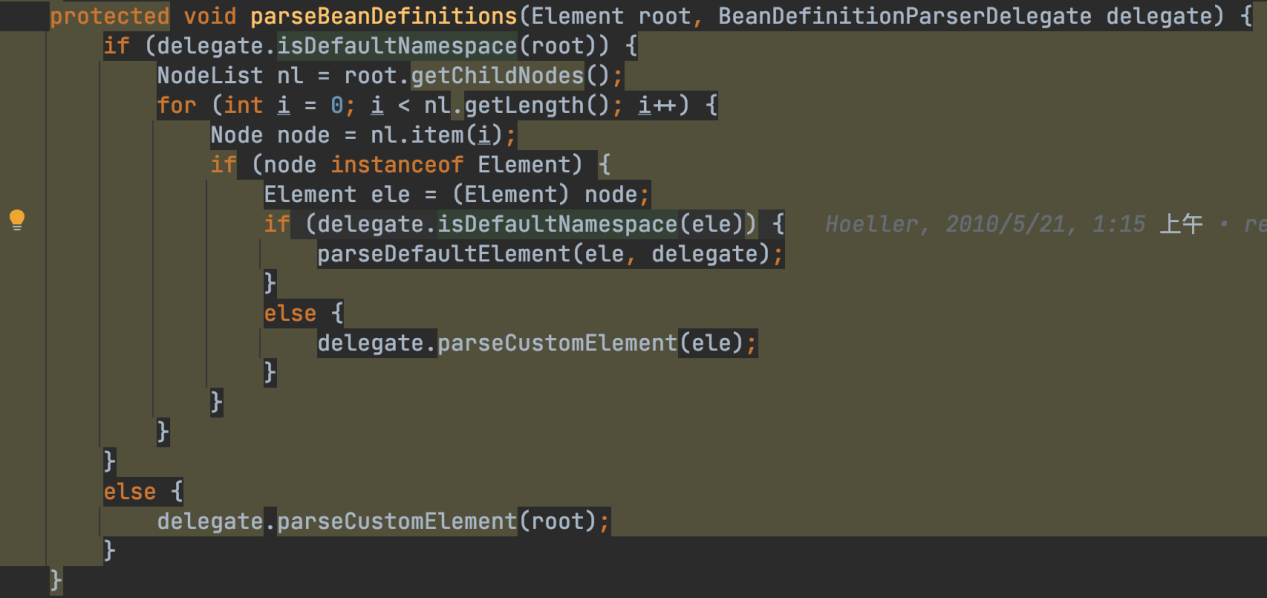 protected void parseBeanDefinitions(Element root, BeanDefinitionParserDelegate delegate) {
if (delegate.isDefaultNamespace(root)) {
NodeList nl = root.getChildNodes();
for (int i = 0; i < nl.getLength(); i++) {
Node node = nl.item(i);
if (node instanceof Element) {
Element ele = (Element) node;
if (delegate.isDefaultNamespace(ele)) { Hoeller, 2010/5/21, 1:15 上午 • re
parseDefaultElement(ele, delegate);
}
else {
delegate.parseCustomElement(ele);
}
}
}
}
else {
delegate.parseCustomElement(root);
}
}